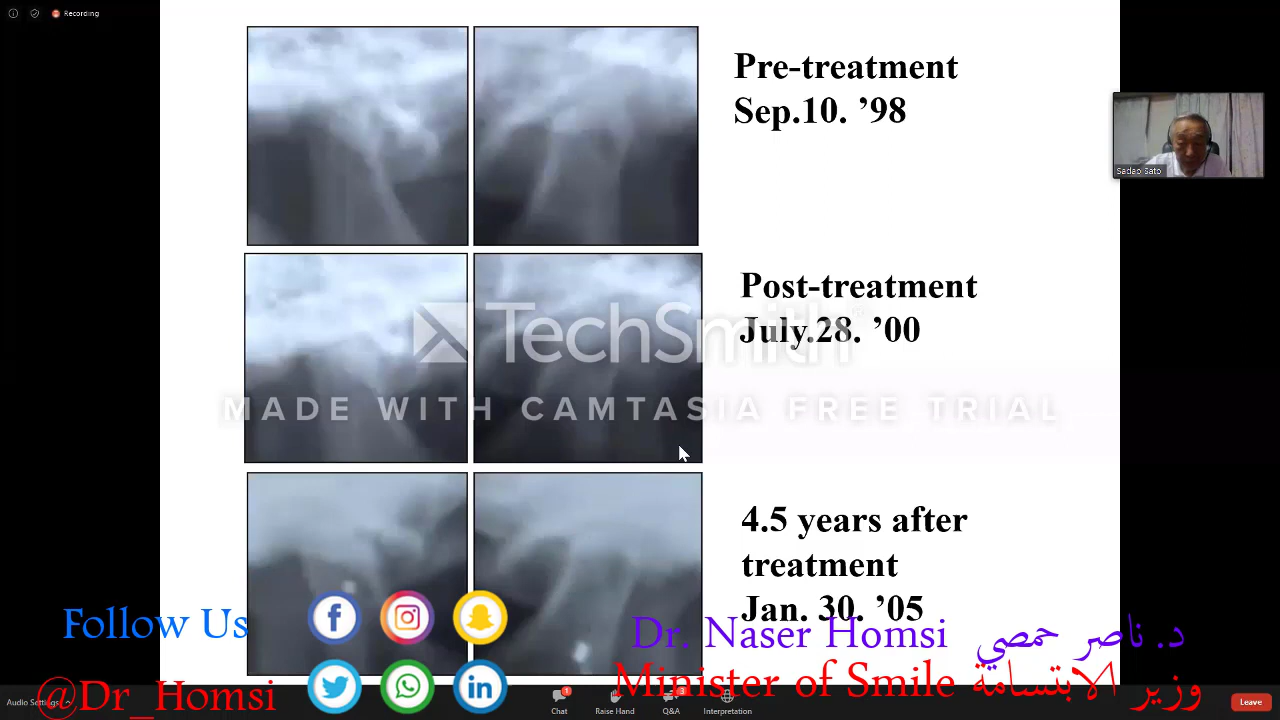 Recording
Pre-treatment
Sep.10. ’98
Sadao Sato
Post-treatment
July.28. ’00
TechSmith
MADE WITH CAMTASIA FREE TRIAL
4.5 years after
treatment
Jan. 30. ’05
Follow Us
Dr. Naser Homsi د. ناصر حمصي
Minister of Smile وزير الابتسامة
@Dr_Homsi
Audio Settings
Chat
Raise Hand
Q&A
Interpretation
Leave